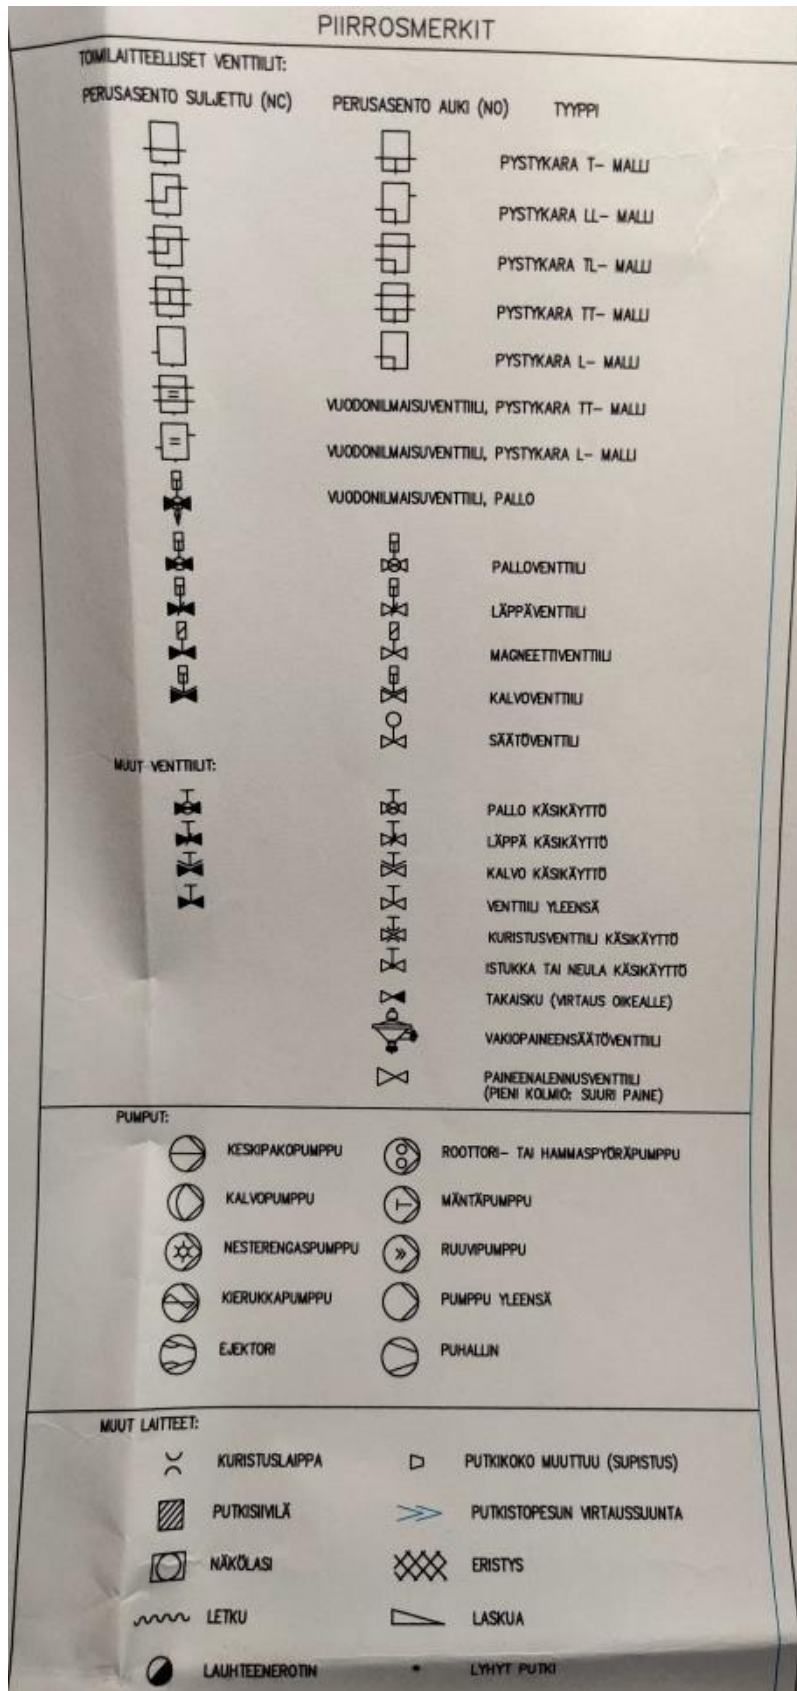 PIIRROSMERKIT
TOIMILAITTEELLISET VENTTIILIT:
PERUSASENTO SULJETTU (NC) PERUSASENTO AUKI (NO) TYYPPI
PYSTYKARA T- MALLI
PYSTYKARA LL- MALLI
PYSTYKARA TL- MALLI
PYSTYKARA TT- MALLI
PYSTYKARA L- MALLI
VUODONILMAISUVENTTIILI, PYSTYKARA TT- MALLI
VUODONILMAISUVENTTIILI, PYSTYKARA L- MALLI
VUODONILMAISUVENTTIILI, PALLO
PALLOVENTTIILI
LÄPPÄVENTTIILI
MAGNEETTIVENTTIILI
KALVOVENTTIILI
SÄÄTÖVENTTIILI
MUUT VENTTIILIT:
PALLO KÄSIKÄYTTÖ
LÄPPÄ KÄSIKÄYTTÖ
KALVO KÄSIKÄYTTÖ
VENTTIILI YLEENSÄ
KURISTUSVENTTIILI KÄSIKÄYTTÖ
ISTUKKA TAI NEULA KÄSIKÄYTTÖ
TAKAISKU (VIRTAUS OIKEALLE)
VAKIOPAINEENSÄÄTÖVENTTIILI
PAINEENALENNUSVENTTIILI
(PIENI KOLMIO: SUURI PAINE)
PUMPUT:
KESKIPAKOPUMPPU ROOTTORI- TAI HAMMASPYÖRÄPUMPPU
KALVOPUMPPU MÄNTÄPUMPPU
NESTERENGASPUMPPU RUUVIPUMPPU
KIERUKKAPUMPPU PUMPPU YLEENSÄ
EJEKTORI PUHALLIN
MUUT LAITTEET:
KURISTUSLAIPPA PUTKIKOKO MUUTTUU (SUPISTUS)
PUTKISIIVILÄ PUTKISTOPESUN VIRTAUSSUUNTA
NÄKÖLASI ERISTYS
LETKU LASKUA
LAUHTEENEROTIN LYHYT PUTKI